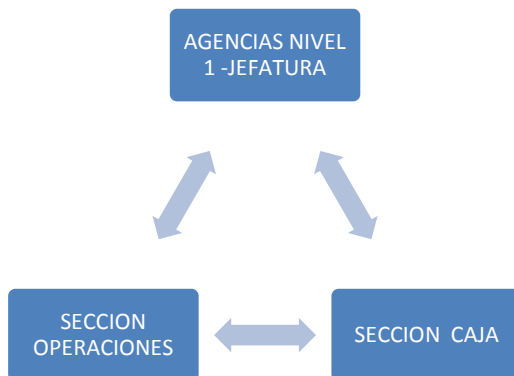 AGENCIAS NIVEL
1 -JEFATURA
SECCION
OPERACIONES
SECCION CAJA